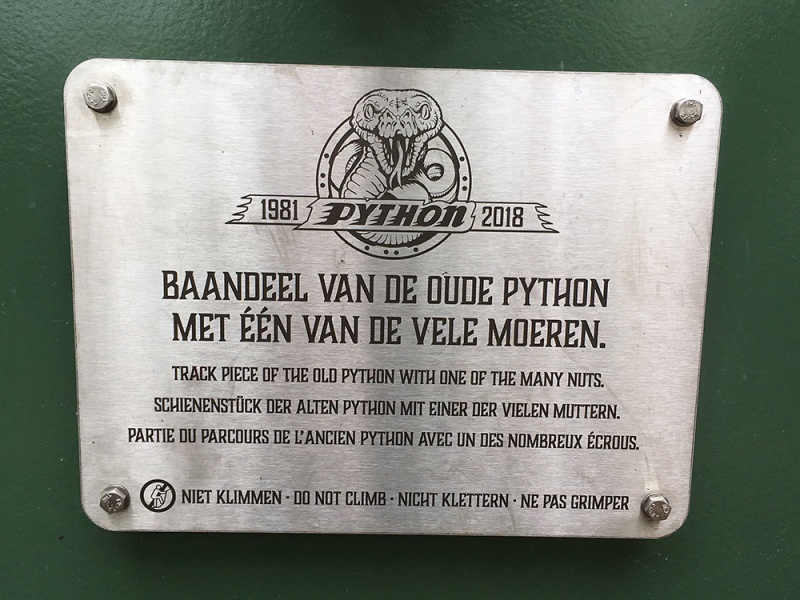 1981 PYTHON 2018
BAANDEEL VAN DE OUDE PYTHON
MET ÉÉN VAN DE VELE MOEREN.
TRACK PIECE OF THE OLD PYTHON WITH ONE OF THE MANY NUTS.
SCHIENENSTÜCK DER ALTEN PYTHON MIT EINER DER VIELEN MUTTERN.
PARTIE DU PARCOURS DE L'ANCIEN PYTHON AVEC UN DES NOMBREUX ÉCROUS.
NIET KLIMMEN · DO NOT CLIMB · NICHT KLETTERN · NE PAS GRIMPER